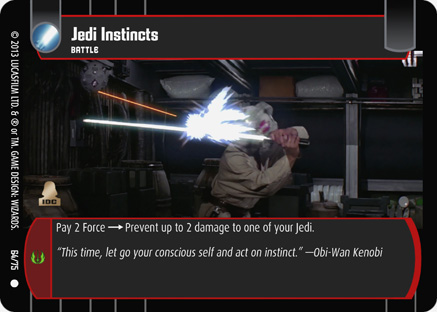 Jedi Instincts
BATTLE
© 2013 LUCASFILM LTD. & ® or TM. GAME DESIGN: WIZARDS.
IDC
Pay 2 Force → Prevent up to 2 damage to one of your Jedi.
“This time, let go your conscious self and act on instinct.” —Obi-Wan Kenobi
64/75